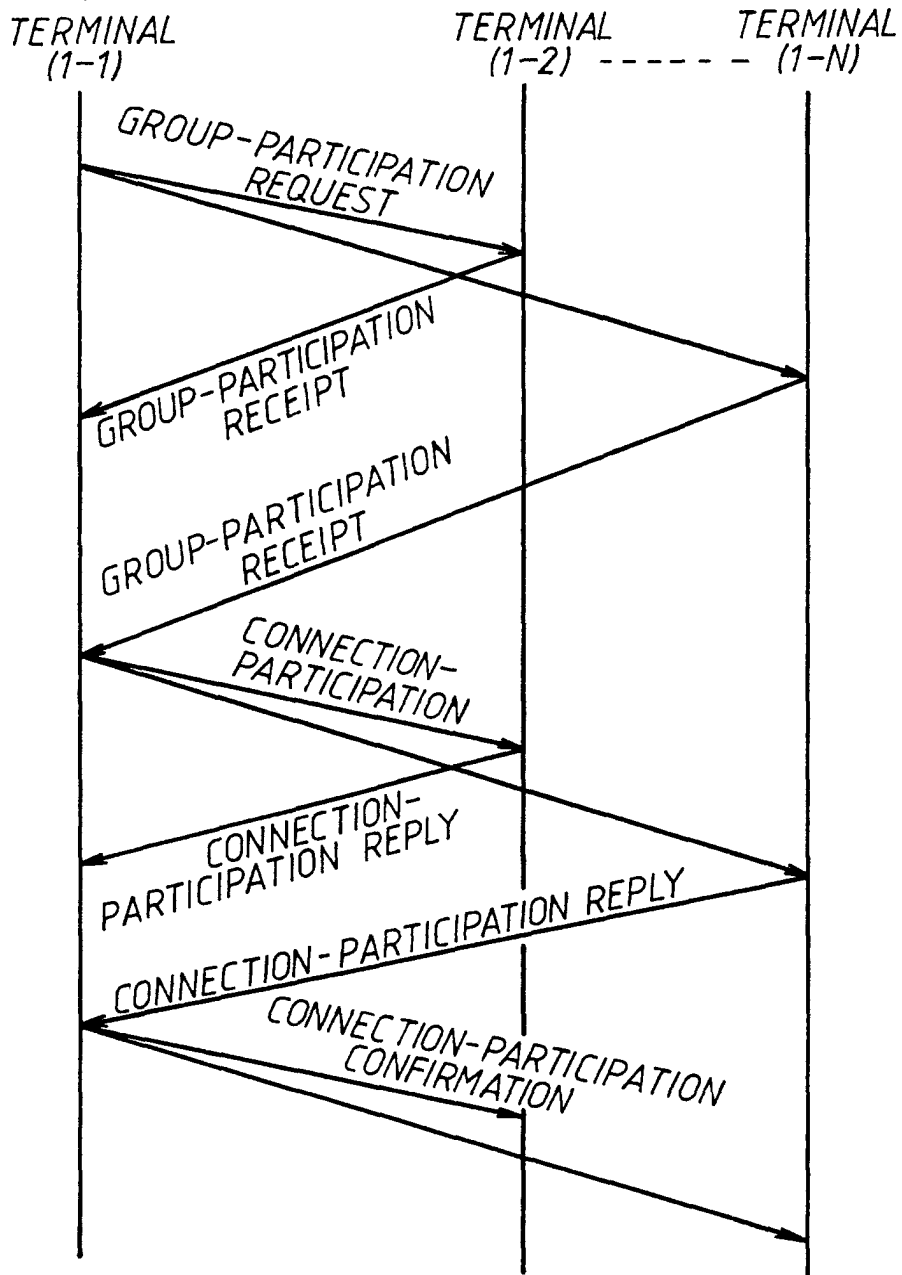 TERMINAL
(1-1)
TERMINAL
(1-2)
TERMINAL
(1-N)
GROUP-PARTICIPATION
REQUEST
GROUP-PARTICIPATION
RECEIPT
GROUP-PARTICIPATION
RECEIPT
CONNECTION-
PARTICIPATION
CONNECTION-
PARTICIPATION REPLY
CONNECTION-PARTICIPATION REPLY
CONNECTION-PARTICIPATION
CONFIRMATION